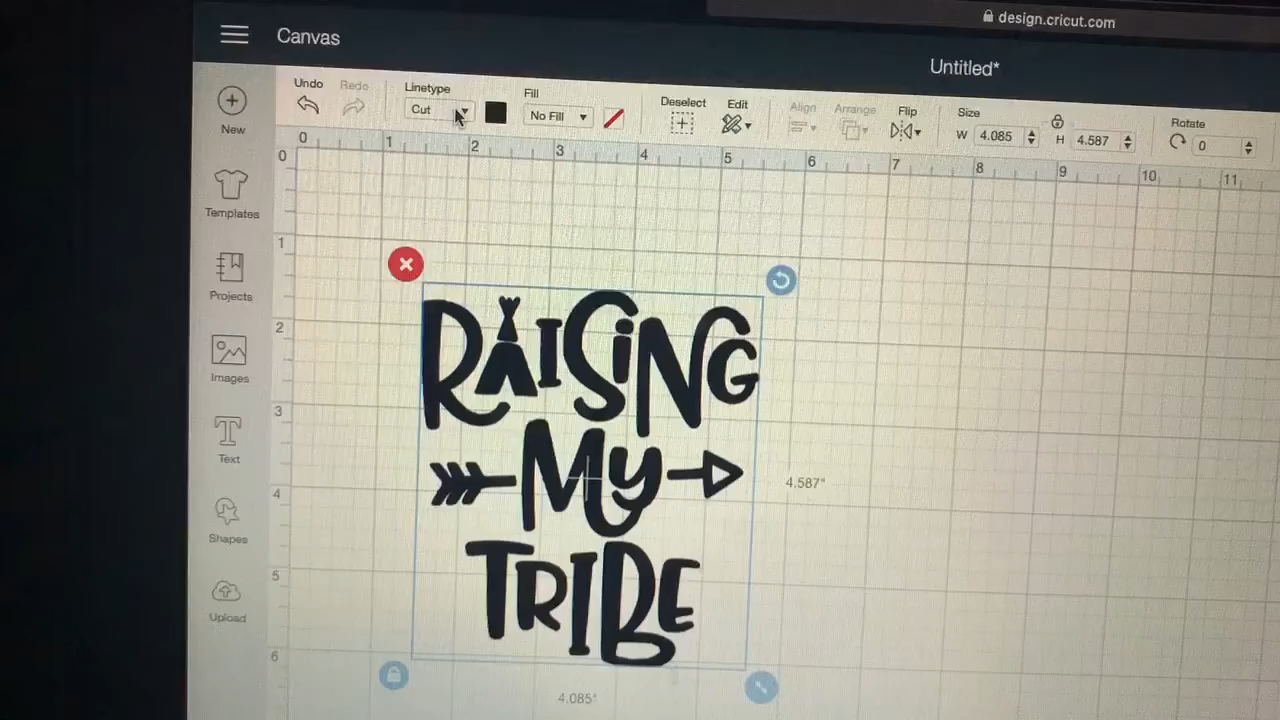 design.cricut.com
Canvas
Untitled*
Undo Redo Linetype Fill Deselect Edit Align Arrange Flip Size Rotate
Cut No Fill W 4.085 H 4.587 0
0 1 2 3 4 5 6 7 8 9 10 11
0
1
2
3
4
5
6
New
Templates
Projects
Images
Text
Shapes
Upload
RAISiNG
My
TRIBE
4.587"
4.085"